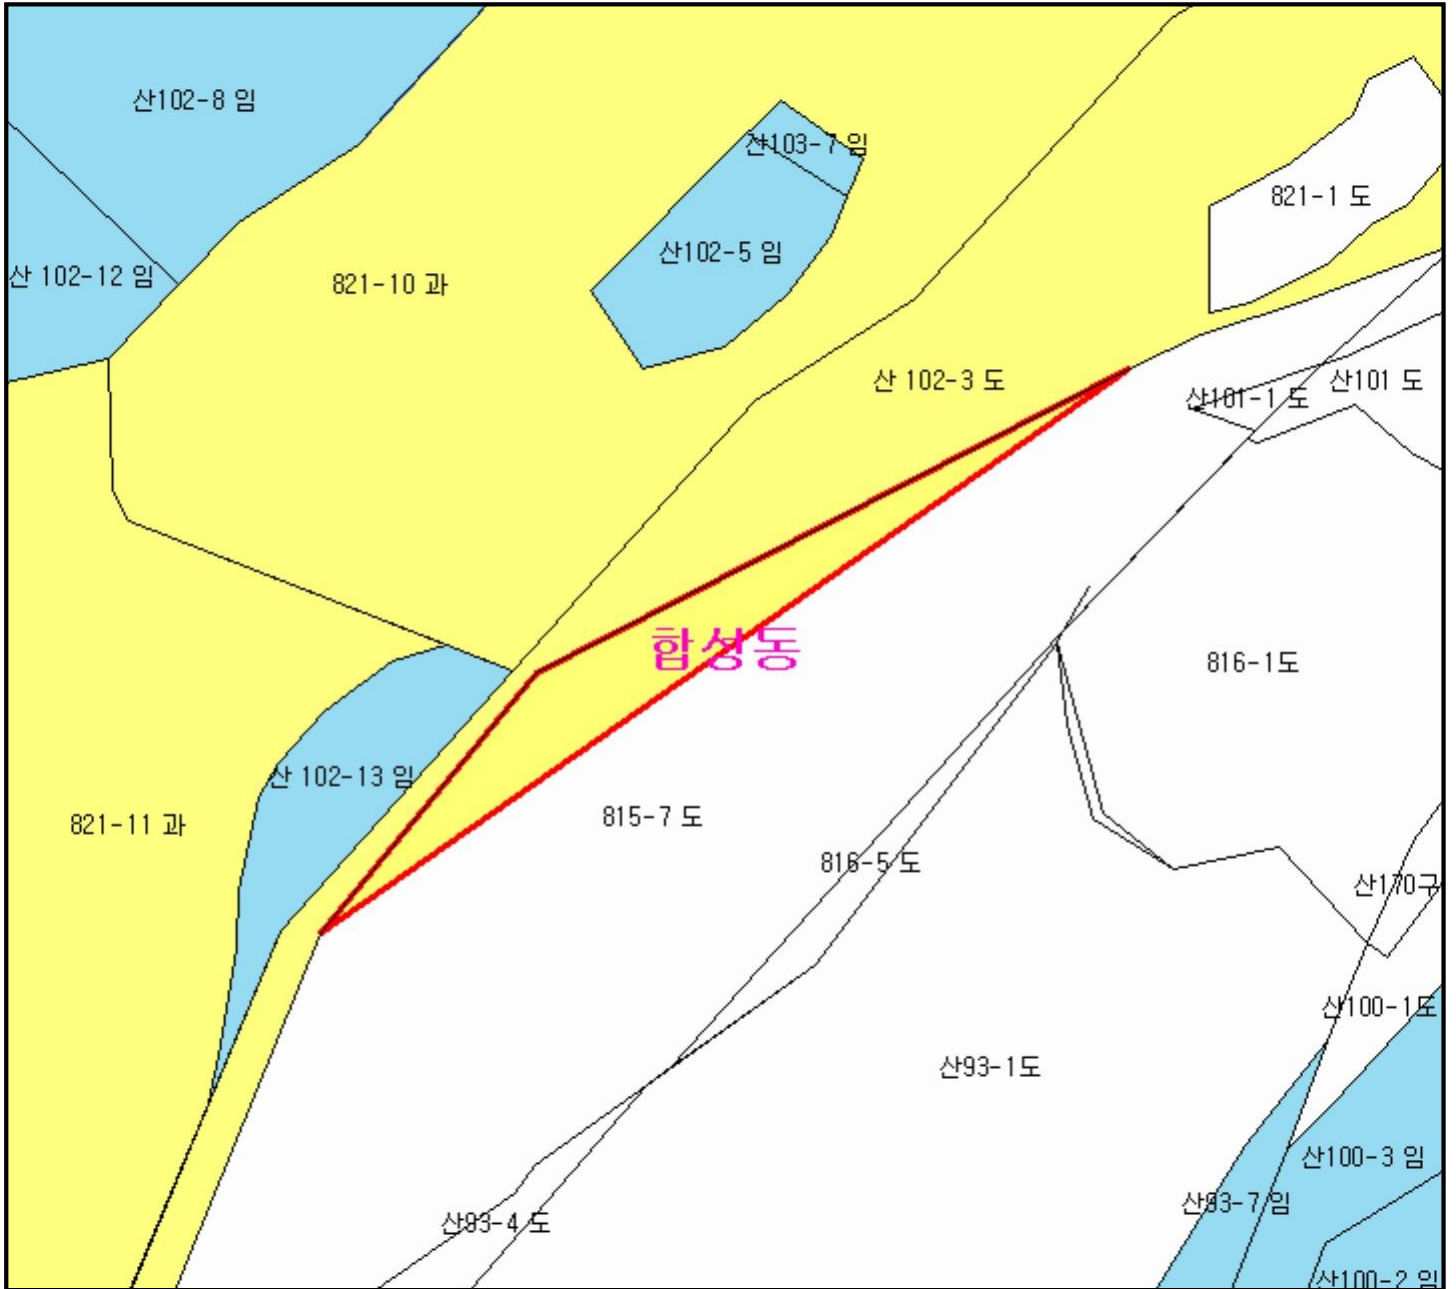 산102-8 임
산103-7 임
821-1 도
산102-5 임
산 102-12 임
821-10 과
산 102-3 도
산101 도
산101-1 도
합성동
816-1도
산 102-13 임
815-7 도
821-11 과
816-5 도
산170구
산100-1도
산93-1도
산100-3 임
산93-7 임
산93-4 도
산100-2 임